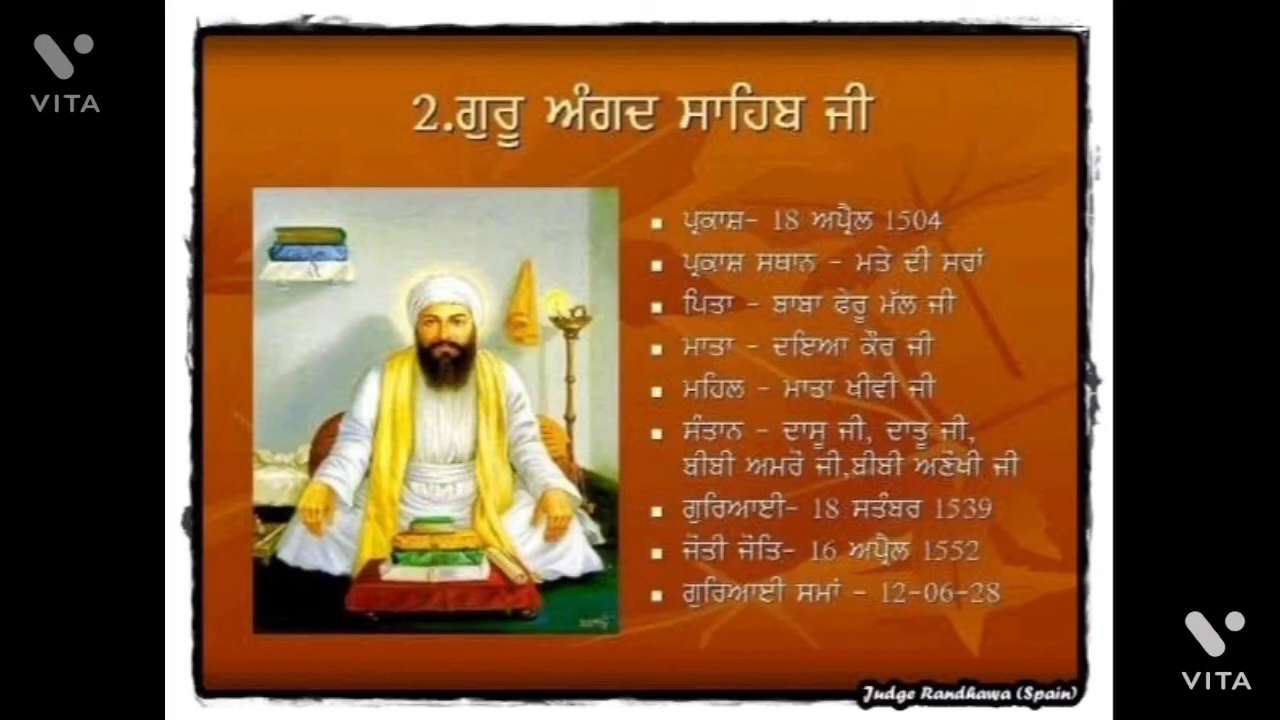 VITA
2.ਗੁਰੂ ਅੰਗਦ ਸਾਹਿਬ ਜੀ
▪ ਪ੍ਰਕਾਸ਼- 18 ਅਪ੍ਰੈਲ 1504
▪ ਪ੍ਰਕਾਸ਼ ਸਥਾਨ - ਮਤੇ ਦੀ ਸਰਾਂ
▪ ਪਿਤਾ - ਬਾਬਾ ਫੇਰੂ ਮੱਲ ਜੀ
▪ ਮਾਤਾ - ਦਇਆ ਕੌਰ ਜੀ
▪ ਮਹਿਲ - ਮਾਤਾ ਖੀਵੀ ਜੀ
▪ ਸੰਤਾਨ - ਦਾਸੂ ਜੀ, ਦਾਤੂ ਜੀ,
ਬੀਬੀ ਅਮਰੋ ਜੀ,ਬੀਬੀ ਅਣੋਖੀ ਜੀ
▪ ਗੁਰਿਆਈ- 18 ਸਤੰਬਰ 1539
▪ ਜੋਤੀ ਜੋਤਿ- 16 ਅਪ੍ਰੈਲ 1552
▪ ਗੁਰਿਆਈ ਸਮਾਂ - 12-06-28
Judge Randhawa (Spain)
VITA